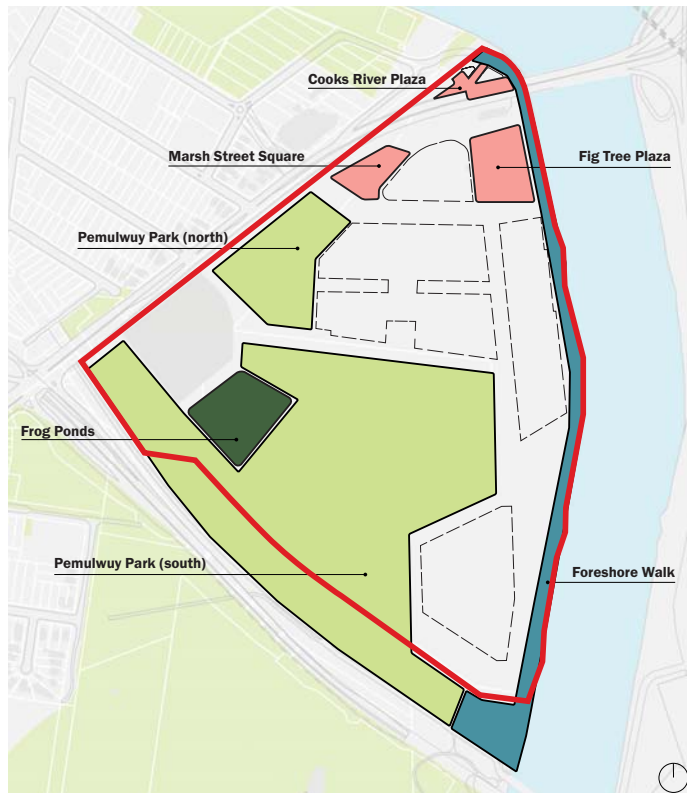 Cooks River Plaza
Marsh Street Square
Fig Tree Plaza
Pemulwuy Park (north)
Frog Ponds
Pemulwuy Park (south)
Foreshore Walk